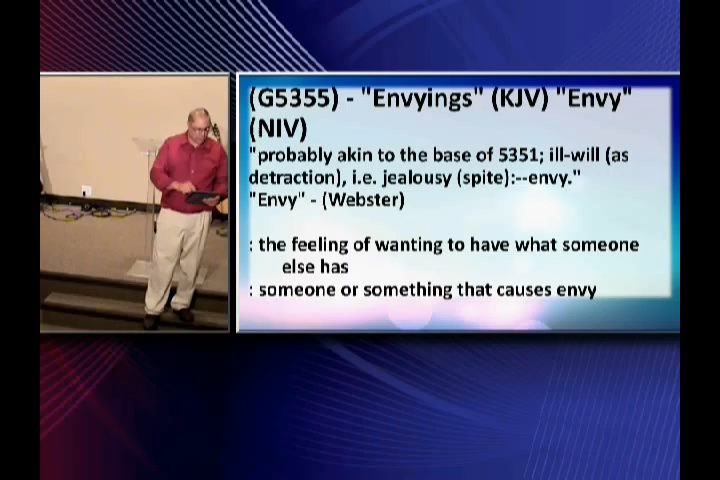 (G5355) - "Envyings" (KJV) "Envy"
(NIV)
"probably akin to the base of 5351; ill-will (as
detraction), i.e. jealousy (spite):--envy."
"Envy" - (Webster)
: the feeling of wanting to have what someone
else has
: someone or something that causes envy